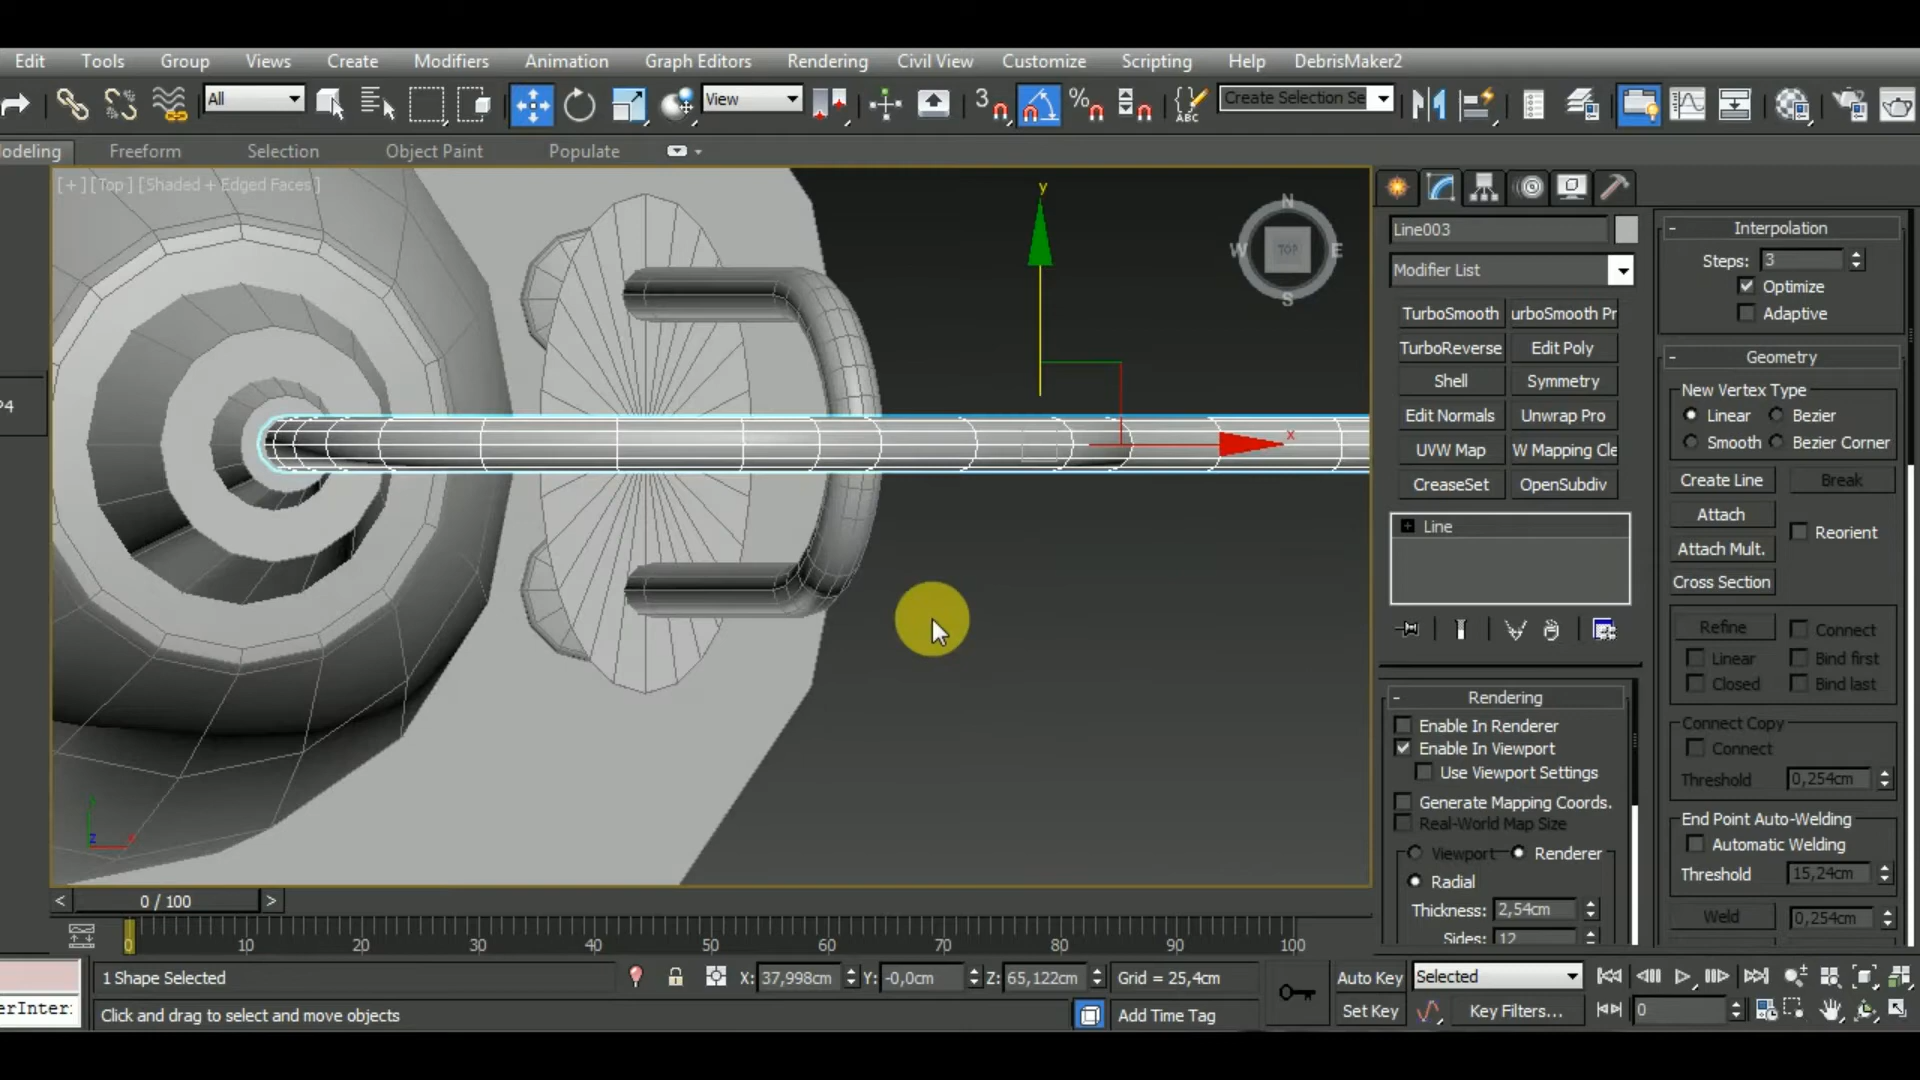 Edit Tools Group Views Create Modifiers Animation Graph Editors Rendering Civil View Customize Scripting Help DebrisMaker2
All View 3 % ABC Create Selection Se
odeling Freeform Selection Object Paint Populate
[+] [Top] [Shaded + Edged Faces]
y
x
N
W TOP E
S
P4
z
Line003
Modifier List
TurboSmooth urboSmooth Pr
TurboReverse Edit Poly
Shell Symmetry
Edit Normals Unwrap Pro
UVW Map W Mapping Cle
CreaseSet OpenSubdiv
+ Line
- Rendering
Enable In Renderer
Enable In Viewport
Use Viewport Settings
Generate Mapping Coords.
Real-World Map Size
Viewport Renderer
Radial
Thickness: 2,54cm
Sides: 12
- Interpolation
Steps: 3
Optimize
Adaptive
- Geometry
New Vertex Type
Linear Bezier
Smooth Bezier Corner
Create Line Break
Attach
Reorient
Attach Mult.
Cross Section
Refine Connect
Linear Bind first
Closed Bind last
Connect Copy
Connect
Threshold 0,254cm
End Point Auto-Welding
Automatic Welding
Threshold 15,24cm
Weld 0,254cm
< 0 / 100 >
0 10 20 30 40 50 60 70 80 90 100
1 Shape Selected X: 37,998cm Y: -0,0cm Z: 65,122cm Grid = 25,4cm Auto Key Selected
erInter: Click and drag to select and move objects Add Time Tag Set Key Key Filters... 0